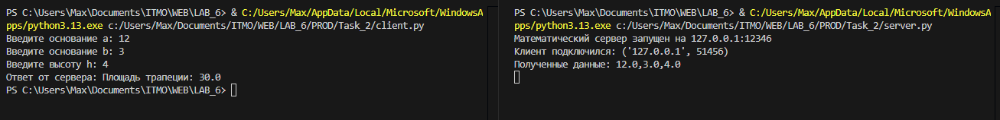 PS C:\Users\Max\Documents\ITMO\WEB\LAB_6> & C:/Users/Max/AppData/Local/Microsoft/WindowsA
pps/python3.13.exe c:/Users/Max/Documents/ITMO/WEB/LAB_6/PROD/Task_2/client.py
Введите основание a: 12
Введите основание b: 3
Введите высоту h: 4
Ответ от сервера: Площадь трапеции: 30.0
PS C:\Users\Max\Documents\ITMO\WEB\LAB_6>
PS C:\Users\Max\Documents\ITMO\WEB\LAB_6> & C:/Users/Max/AppData/Local/Microsoft/WindowsA
pps/python3.13.exe c:/Users/Max/Documents/ITMO/WEB/LAB_6/PROD/Task_2/server.py
Математический сервер запущен на 127.0.0.1:12346
Клиент подключился: ('127.0.0.1', 51456)
Полученные данные: 12.0,3.0,4.0